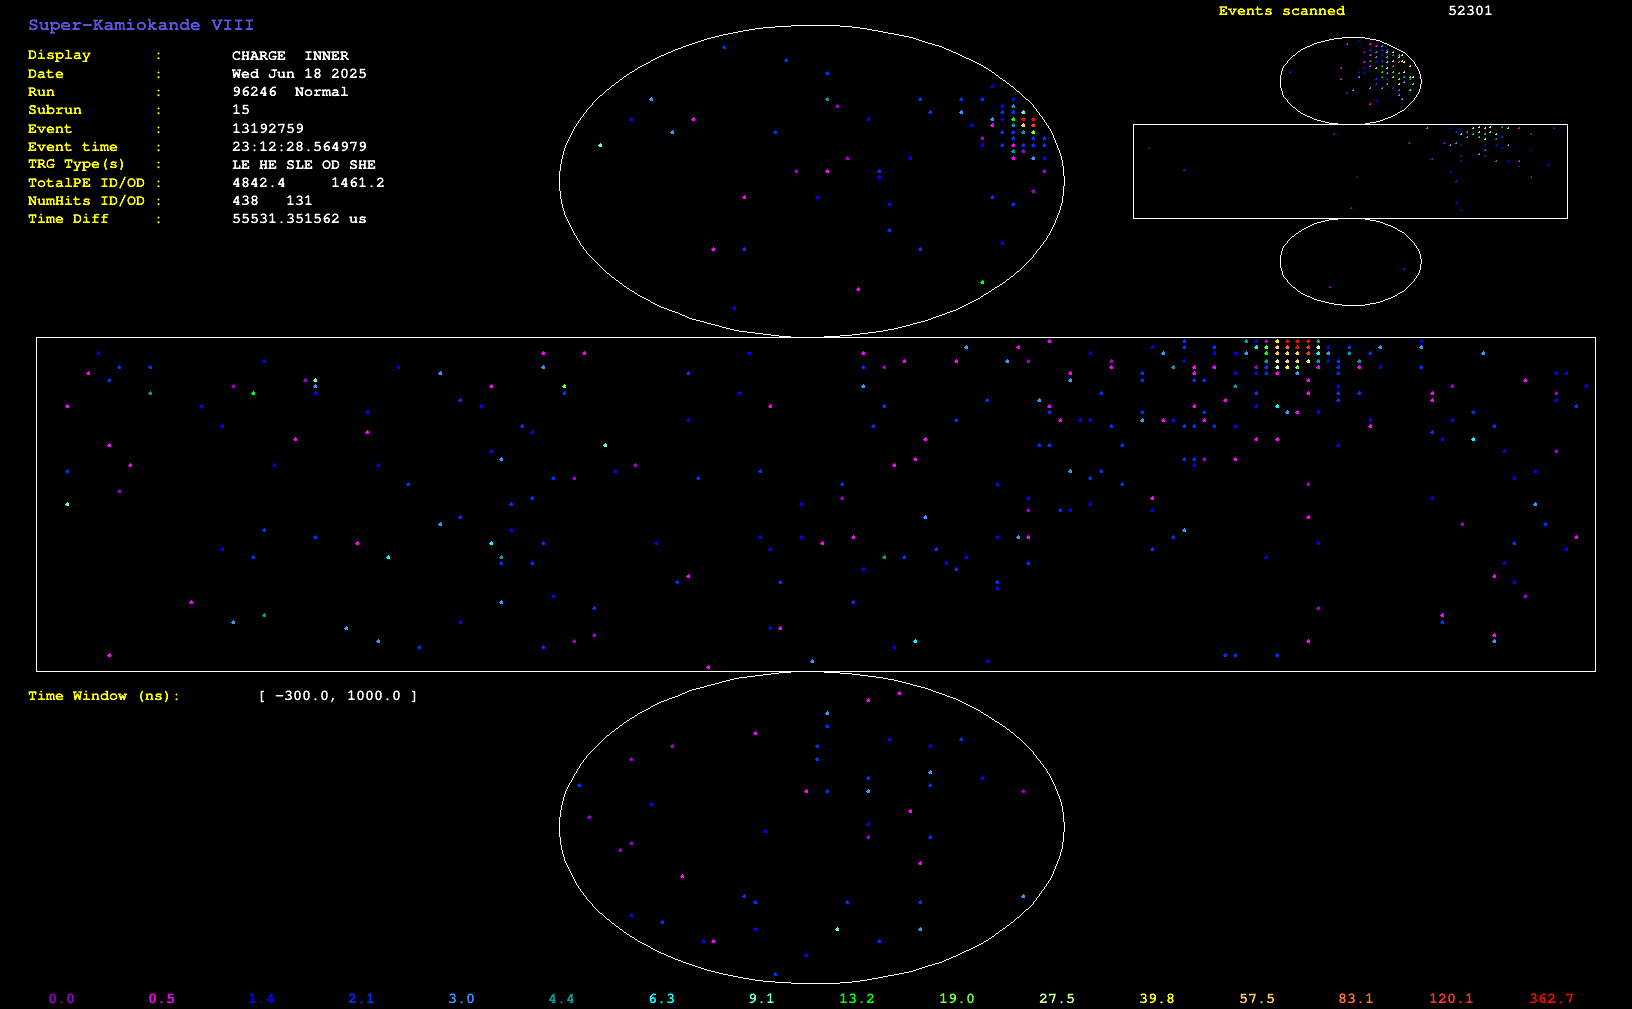 Super-Kamiokande VIII
Events scanned 52301
Display : CHARGE INNER
Date : Wed Jun 18 2025
Run : 96246 Normal
Subrun : 15
Event : 13192759
Event time : 23:12:28.564979
TRG Type(s) : LE HE SLE OD SHE
TotalPE ID/OD : 4842.4 1461.2
NumHits ID/OD : 438 131
Time Diff : 55531.351562 us
Time Window (ns): [ -300.0, 1000.0 ]
0.0 0.5 1.4 2.1 3.0 4.4 6.3 9.1 13.2 19.0 27.5 39.8 57.5 83.1 120.1 362.7